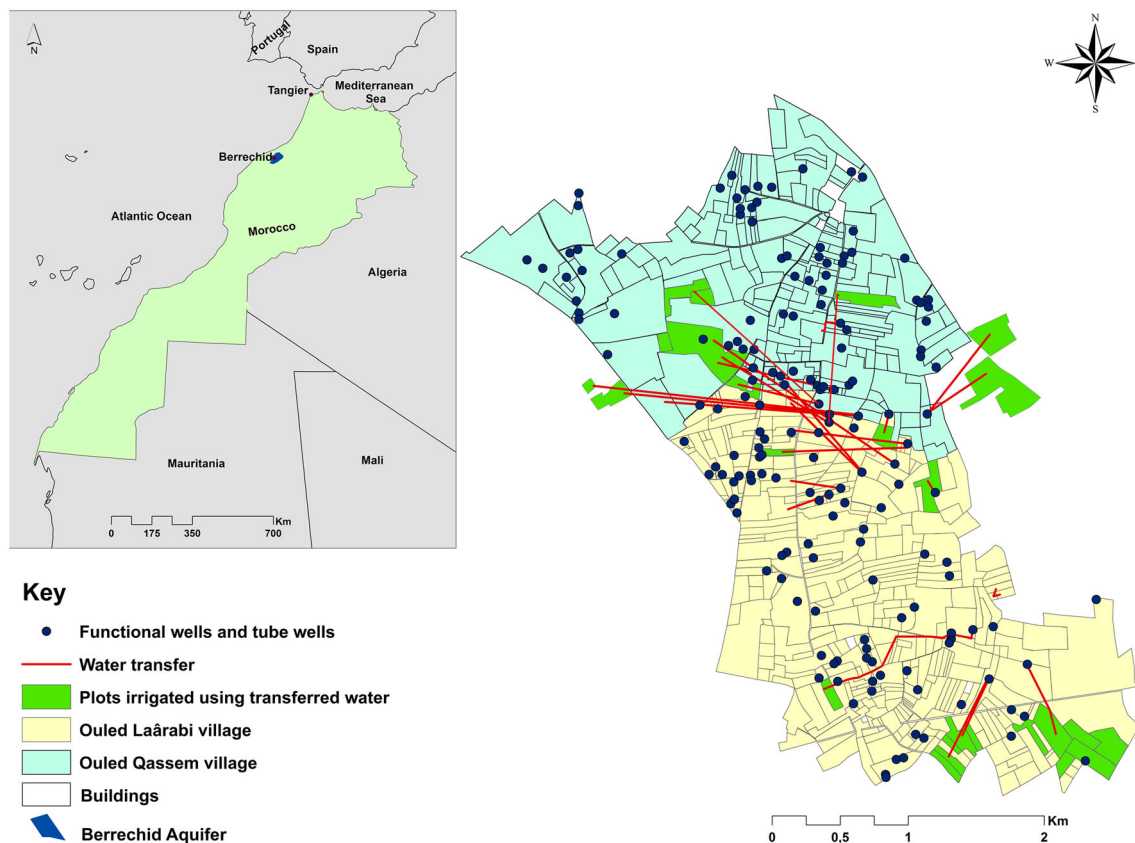 N
Portugal
Spain
Tangier
Mediterranean
Sea
Berrechid
Atlantic Ocean
Morocco
Algeria
Mauritania
Mali
Km
0 175 350 700
N
W E
S
Key
Functional wells and tube wells
Water transfer
Plots irrigated using transferred water
Ouled Laârabi village
Ouled Qassem village
Buildings
Berrechid Aquifer
Km
0 0,5 1 2